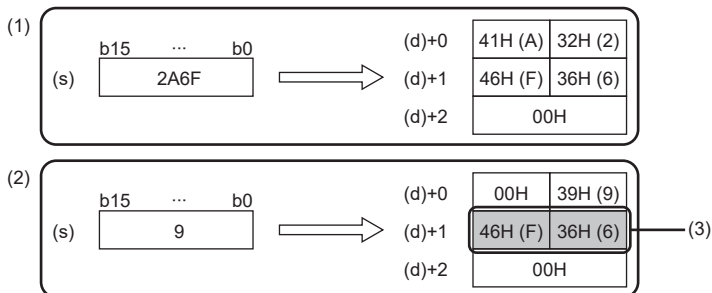 (1)
b15 ... b0
(s) 2A6F
(d)+0 41H (A) 32H (2)
(d)+1 46H (F) 36H (6)
(d)+2 00H
(2)
b15 ... b0
(s) 9
(d)+0 00H 39H (9)
(d)+1 46H (F) 36H (6) (3)
(d)+2 00H